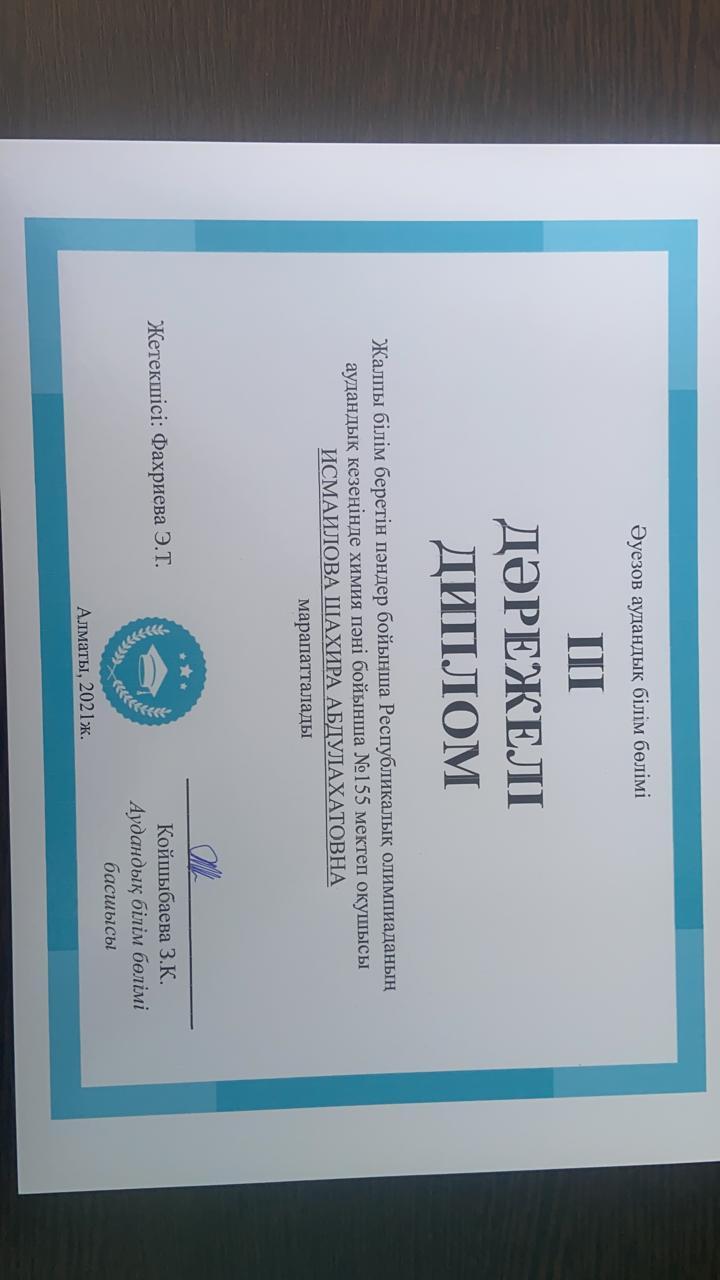 Әуезов аудандық білім бөлімі
III
ДӘРЕЖЕЛІ
ДИПЛОМ
Жалпы білім беретін пәндер бойынша Республикалық олимпиаданың
аудандық кезеңінде химия пәні бойынша №155 мектеп оқушысы
ИСМАИЛОВА ШАХИРА АБДУЛАХАТОВНА
марапатталады
Жетекшісі: Фахриева Э.Т.
Койшыбаева З.К.
Аудандық білім бөлімі
басшысы
Алматы, 2021ж.